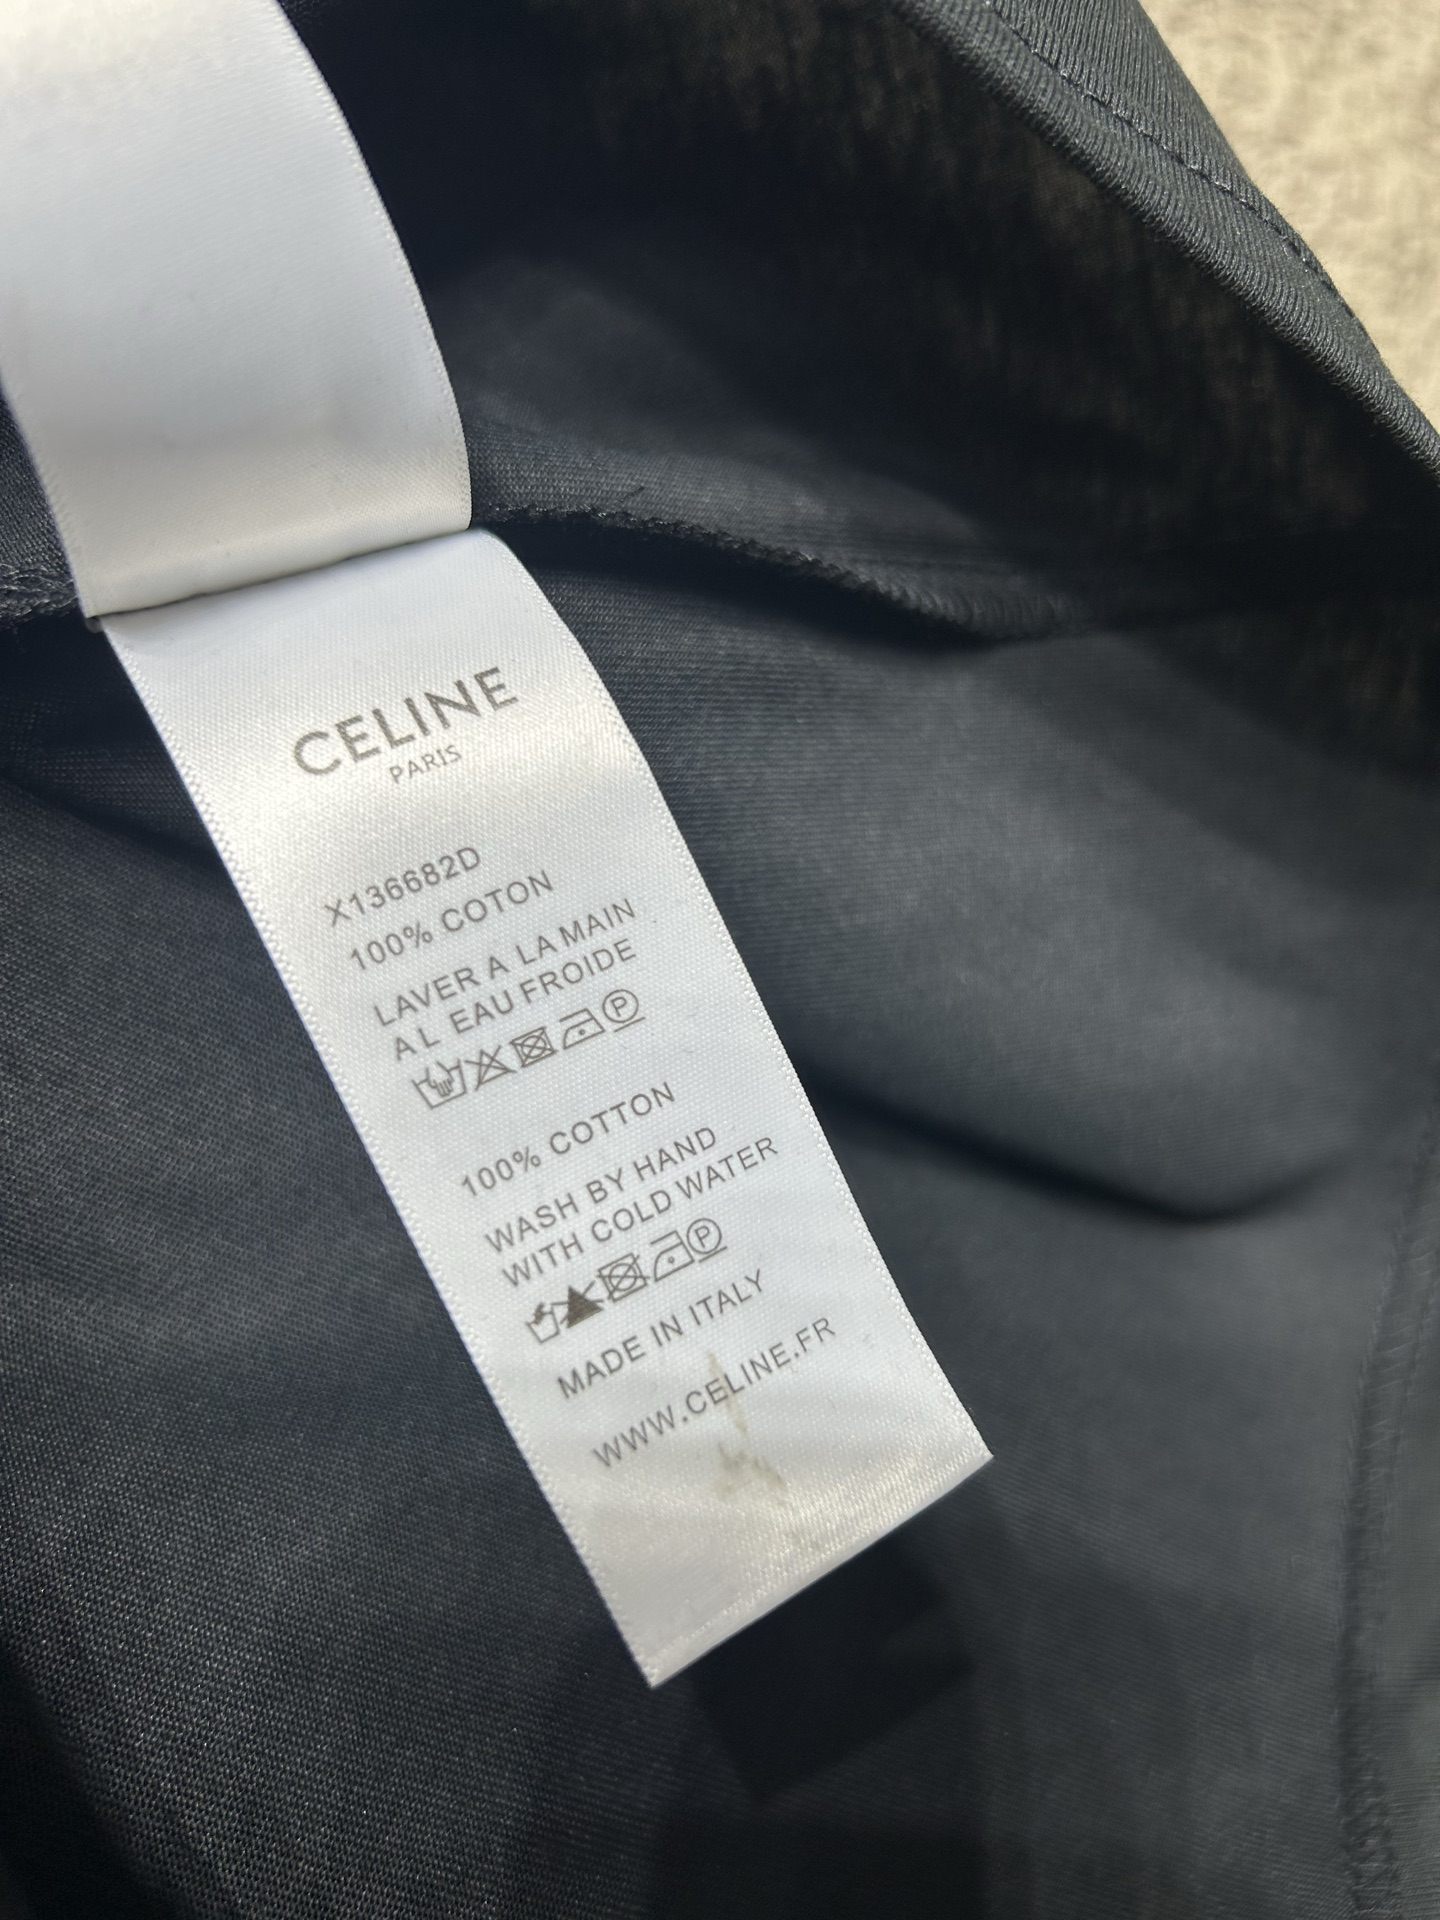 CELINE
PARIS
X136682D
100% COTON
LAVER A LA MAIN
A L EAU FROIDE
P
100% COTTON
WASH BY HAND
WITH COLD WATER
P
MADE IN ITALY
WWW.CELINE.FR